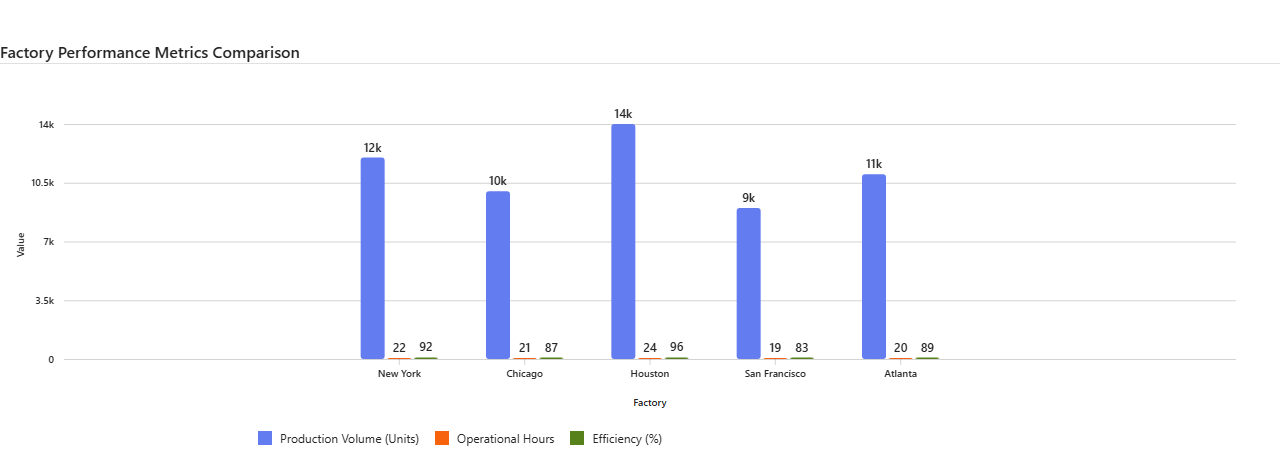 Factory Performance Metrics Comparison
14k
10.5k
7k
3.5k
0
Value
12k
22
92
10k
21
87
14k
24
96
9k
19
83
11k
20
89
New York
Chicago
Houston
San Francisco
Atlanta
Factory
Production Volume (Units)
Operational Hours
Efficiency (%)